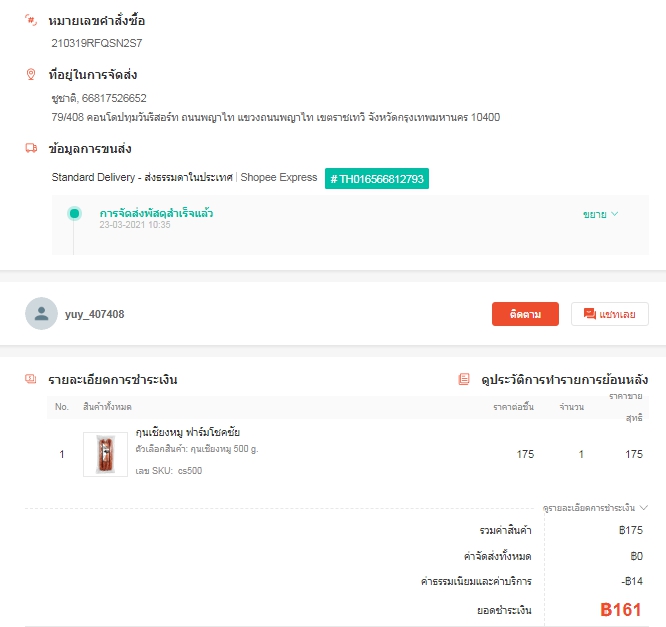 หมายเลขคำสั่งซื้อ
210319RFQSN2S7
ที่อยู่ในการจัดส่ง
ชูชาติ, 66817526652
79/408 คอนโดปทุมวันรีสอร์ท ถนนพญาไท แขวงถนนพญาไท เขตราชเทวี จังหวัดกรุงเทพมหานคร 10400
ข้อมูลการขนส่ง
Standard Delivery - ส่งธรรมดาในประเทศ | Shopee Express # TH016566812793
การจัดส่งพัสดุสำเร็จแล้ว ขยาย
23-03-2021 10:35
yuy_407408 ติดตาม แชทเลย
รายละเอียดการชำระเงิน ดูประวัติการทำรายการย้อนหลัง
No. สินค้าทั้งหมด ราคาต่อชิ้น จำนวน ราคาขายสุทธิ
1 กุนเชียงหมู ฟาร์มโชคชัย 175 1 175
ตัวเลือกสินค้า: กุนเชียงหมู 500 g.
เลข SKU: cs500
ดูรายละเอียดการชำระเงิน
รวมค่าสินค้า ฿175
ค่าจัดส่งทั้งหมด ฿0
ค่าธรรมเนียมและค่าบริการ -฿14
ยอดชำระเงิน ฿161